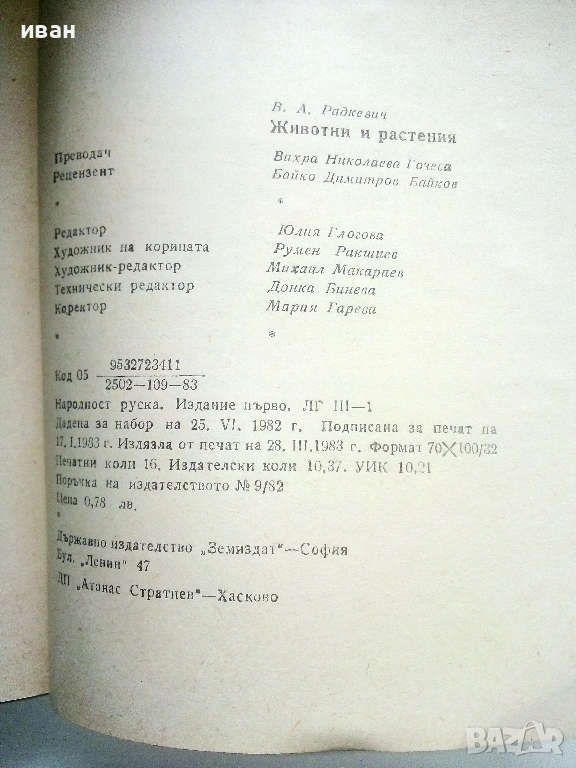 иван
В. А. Радкевич
Животни и растения
Преводач Вихра Николаева Гочева
Рецензент Байко Димитров Байков
* *
Редактор Юлия Глогова
Художник на корицата Румен Ракшиев
Художник-редактор Михаил Макариев
Технически редактор Донка Бинева
Коректор Мария Гарева
* *
Код 05 9532723411
2502—109—83
Народност руска. Издание първо. ЛГ III—1
Дадена за набор на 25. VI. 1982 г. Подписана за печат на
17.I.1983 г. Излязла от печат на 28. III.1983 г. Формат 70×100/32
Печатни коли 16. Издателски коли 10,37. УИК 10,21
Поръчка на издателството № 9/82
Цена 0,78 лв.
*
Държавно издателство „Земиздат"—София
Бул. „Ленин" 47
ДП „Атанас Стратиев"—Хасково
BAZAR